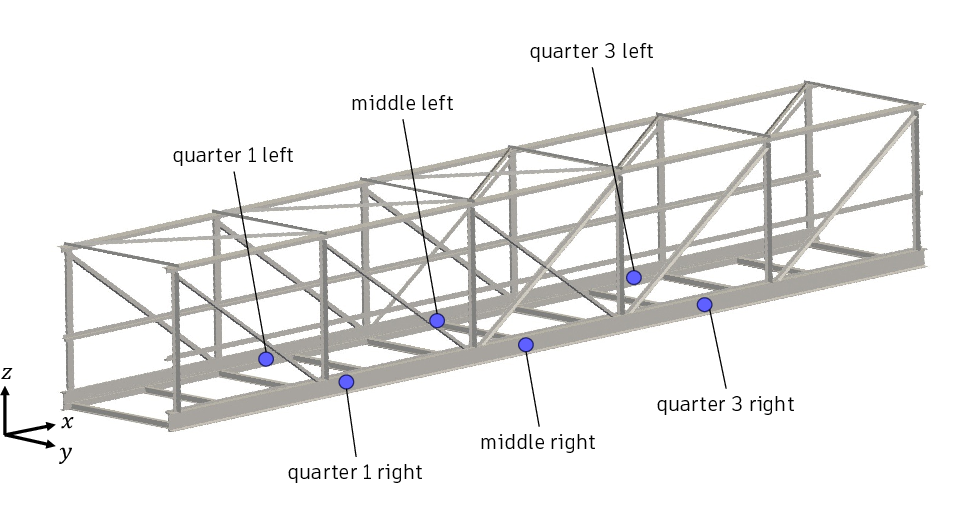 quarter 3 left
middle left
quarter 1 left
z
x
y
quarter 3 right
middle right
quarter 1 right